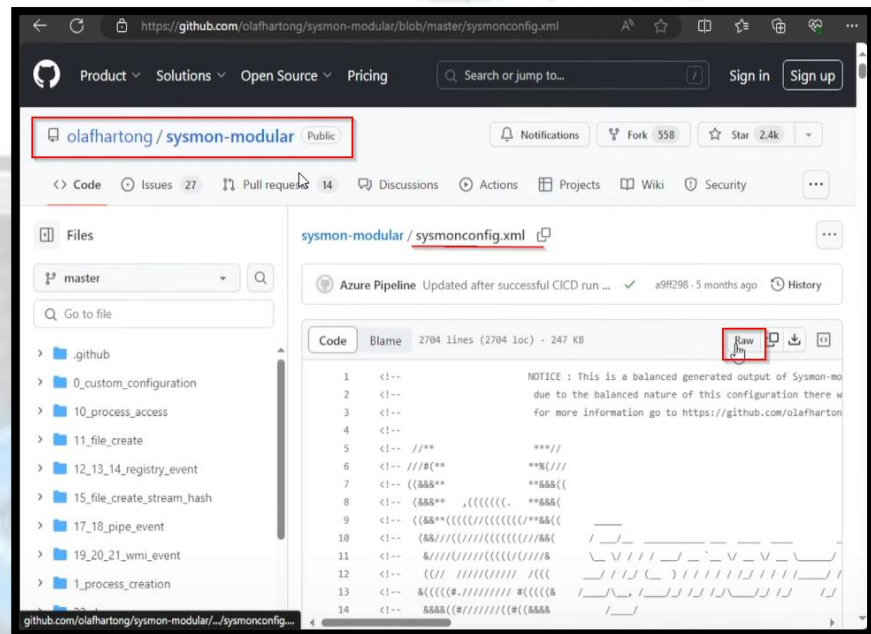 https://github.com/olafhartong/sysmon-modular/blob/master/sysmonconfig.xml
Product Solutions Open Source Pricing Search or jump to... / Sign in Sign up
olafhartong / sysmon-modular Public Notifications Fork 558 Star 2.4k
Code Issues 27 Pull requests 14 Discussions Actions Projects Wiki Security
Files
master
Go to file
.github
0_custom_configuration
10_process_access
11_file_create
12_13_14_registry_event
15_file_create_stream_hash
17_18_pipe_event
19_20_21_wmi_event
1_process_creation
sysmon-modular / sysmonconfig.xml
Azure Pipeline Updated after successful CICD run ... a9ff298 · 5 months ago History
Code Blame 2704 lines (2704 loc) · 247 KB Raw
1 <!-- NOTICE : This is a balanced generated output of Sysmon-mo
2 <!-- due to the balanced nature of this configuration there w
3 <!-- for more information go to https://github.com/olafharton
4 <!--
5 <!--
6 <!--
7 <!--
8 <!--
9 <!--
10 <!--
11 <!--
12 <!--
13 <!--
14 <!--
github.com/olafhartong/sysmon-modular/.../sysmonconfig....